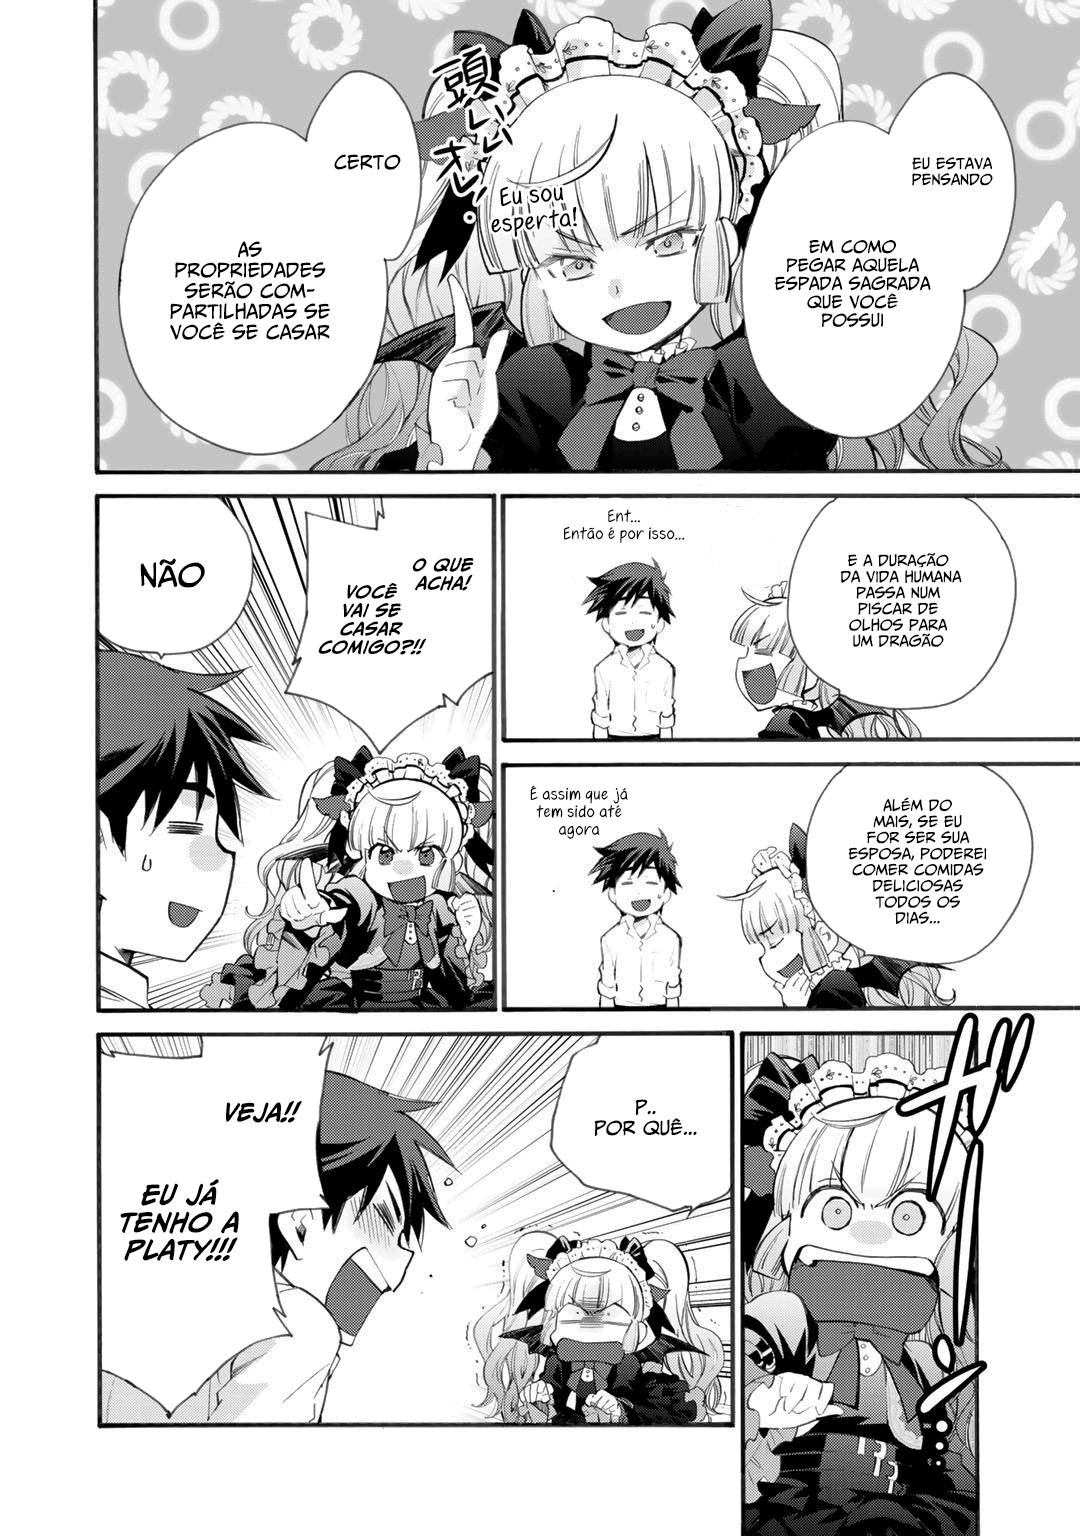 EU ESTAVA
PENSANDO
EM COMO
PEGAR AQUELA
ESPADA SAGRADA
QUE VOCÊ
POSSUI
頭いい
オレ
Eu sou
esperta!
CERTO
AS
PROPRIEDADES
SERÃO COM-
PARTILHADAS SE
VOCÊ SE CASAR
E A DURAÇÃO
DA VIDA HUMANA
PASSA NUM
PISCAR DE
OLHOS PARA
UM DRAGÃO
Ent...
Então é por isso...
ALÉM DO
MAIS, SE EU
FOR SER SUA
ESPOSA, PODEREI
COMER COMIDAS
DELICIOSAS
TODOS OS
DIAS...
É assim que já
tem sido até
agora
O QUE
ACHA!
VOCÊ
VAI SE
CASAR
COMIGO?!!
NÃO
ガーン
P..
POR QUÊ...
VEJA!!
EU JÁ
TENHO A
PLATY!!!